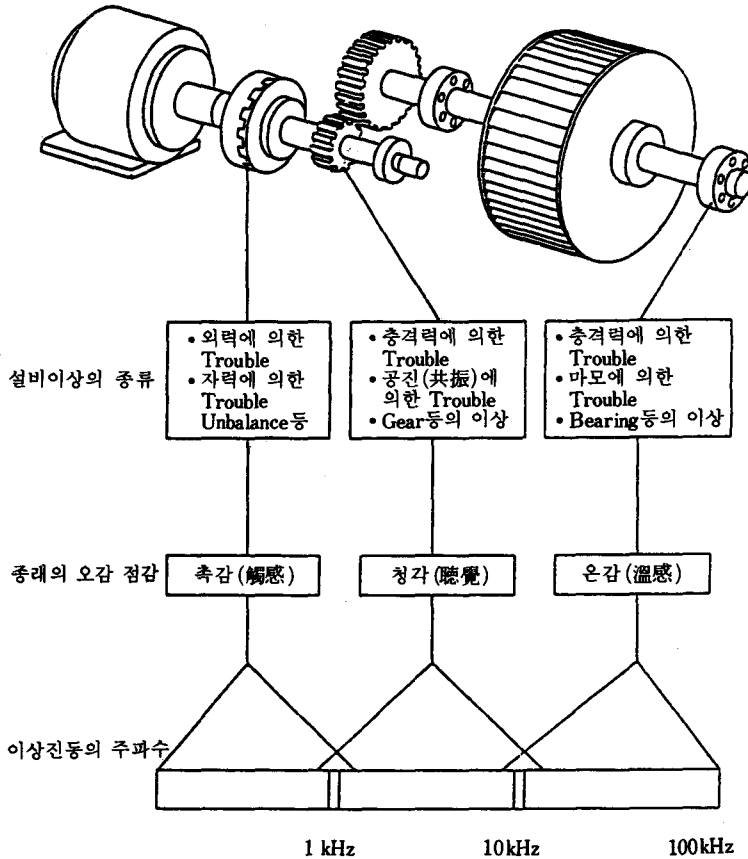 설비이상의 종류
• 외력에 의한
Trouble
• 자력에 의한
Trouble
Unbalance등
• 충격력에 의한
Trouble
• 공진(共振)에
의한 Trouble
• Gear등의 이상
• 충격력에 의한
Trouble
• 마모에 의한
Trouble
• Bearing등의 이상
종래의 오감 점감
촉감(觸感)
청각(聽覺)
온감(溫感)
이상진동의 주파수
1 kHz
10kHz
100kHz